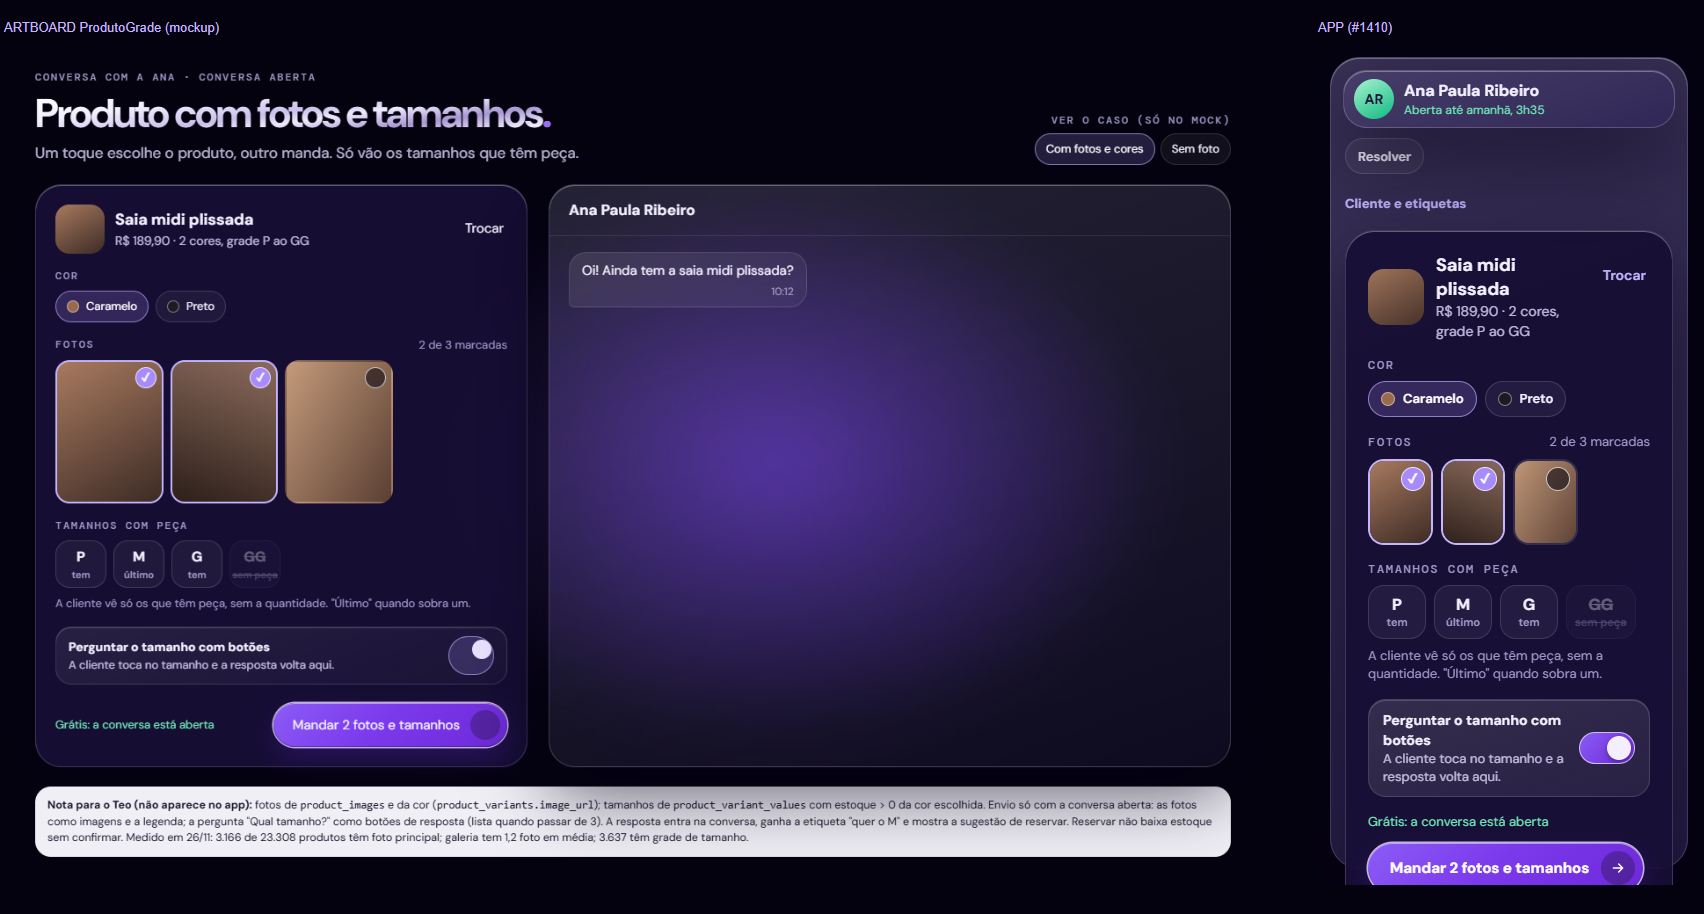 ARTBOARD ProdutoGrade (mockup)
CONVERSA COM A ANA · CONVERSA ABERTA
Produto com fotos e tamanhos.
Um toque escolhe o produto, outro manda. Só vão os tamanhos que têm peça.
VER O CASO (SÓ NO MOCK)
Com fotos e cores
Sem foto
Saia midi plissada
R$ 189,90 · 2 cores, grade P ao GG
Trocar
COR
Caramelo
Preto
FOTOS
2 de 3 marcadas
TAMANHOS COM PEÇA
P
M
G
GG
tem
último
tem
sem peça
A cliente vê só os que têm peça, sem a quantidade. "Último" quando sobra um.
Perguntar o tamanho com botões
A cliente toca no tamanho e a resposta volta aqui.
Grátis: a conversa está aberta
Mandar 2 fotos e tamanhos
Ana Paula Ribeiro
Oi! Ainda tem a saia midi plissada?
10:12
Nota para o Teo (não aparece no app): fotos de product_images e da cor (product_variants.image_url); tamanhos de product_variant_values com estoque > 0 da cor escolhida. Envio só com a conversa aberta: as fotos
como imagens e a legenda; a pergunta "Qual tamanho?" como botões de resposta (lista quando passar de 3). A resposta entra na conversa, ganha a etiqueta "quer o M" e mostra a sugestão de reservar. Reservar não baixa estoque
sem confirmar. Medido em 26/11: 3.166 de 23.308 produtos têm foto principal; galeria tem 1,2 foto em média; 3.637 têm grade de tamanho.
APP (#1410)
AR
Ana Paula Ribeiro
Aberta até amanhã, 3h35
Resolver
Cliente e etiquetas
Saia midi
plissada
R$ 189,90 · 2 cores,
grade P ao GG
Trocar
COR
Caramelo
Preto
FOTOS
2 de 3 marcadas
TAMANHOS COM PEÇA
P
M
G
GG
tem
último
tem
sem peça
A cliente vê só os que têm peça, sem a
quantidade. "Último" quando sobra um.
Perguntar o tamanho com
botões
A cliente toca no tamanho e a
resposta volta aqui.
Grátis: a conversa está aberta
Mandar 2 fotos e tamanhos